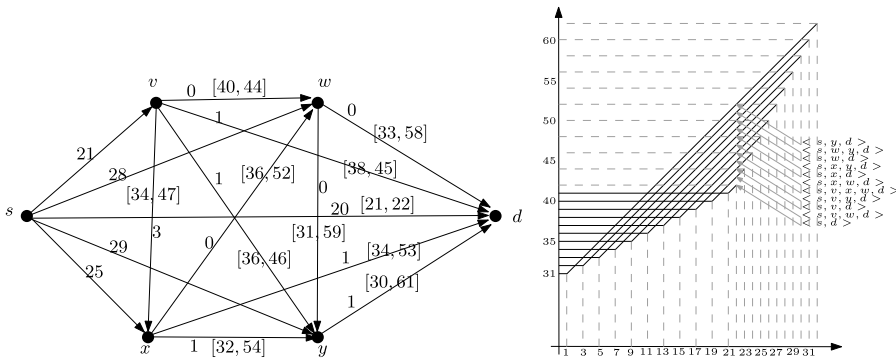 v
w
0 [40, 44]
1
0
[33, 58]
21
28
[34, 47]
1
[36, 52]
[38, 45]
0
s
20 [21, 22]
d
3
29
0
[31, 59]
[36, 46]
1
[34, 53]
25
[30, 61]
1
x
1 [32, 54]
y
60
55
50
45
40
35
31
1 3 5 7 9 11 13 15 17 19 21 23 25 27 29 31
< s, y, d >
< s, w, y, d >
< s, w, d >
< s, x, y, d >
< s, x, d >
< s, x, w, d >
< s, v, x, w, d >
< s, v, y, d >
< s, v, d >
< s, v, w, d >
< s, d >